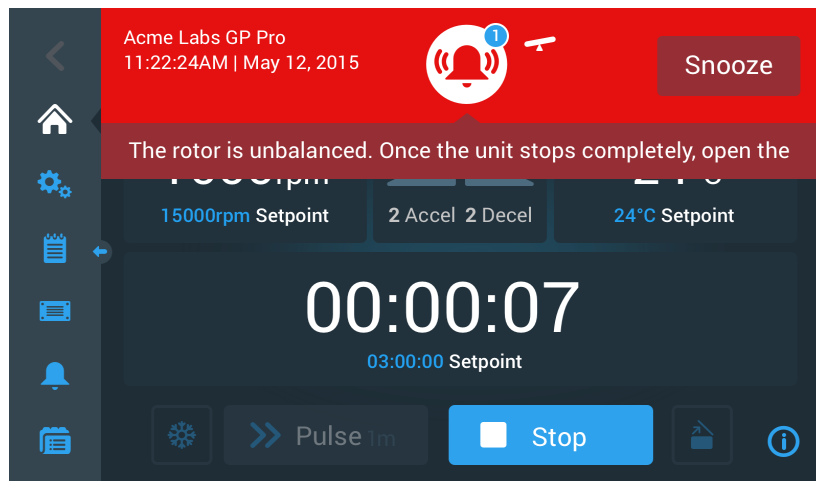 Acme Labs GP Pro
1
11:22:24AM | May 12, 2015
Snooze
The rotor is unbalanced. Once the unit stops completely, open the
rpm
15000rpm Setpoint
2 Accel 2 Decel
24°C Setpoint
00:00:07
03:00:00 Setpoint
Pulse 1m
Stop